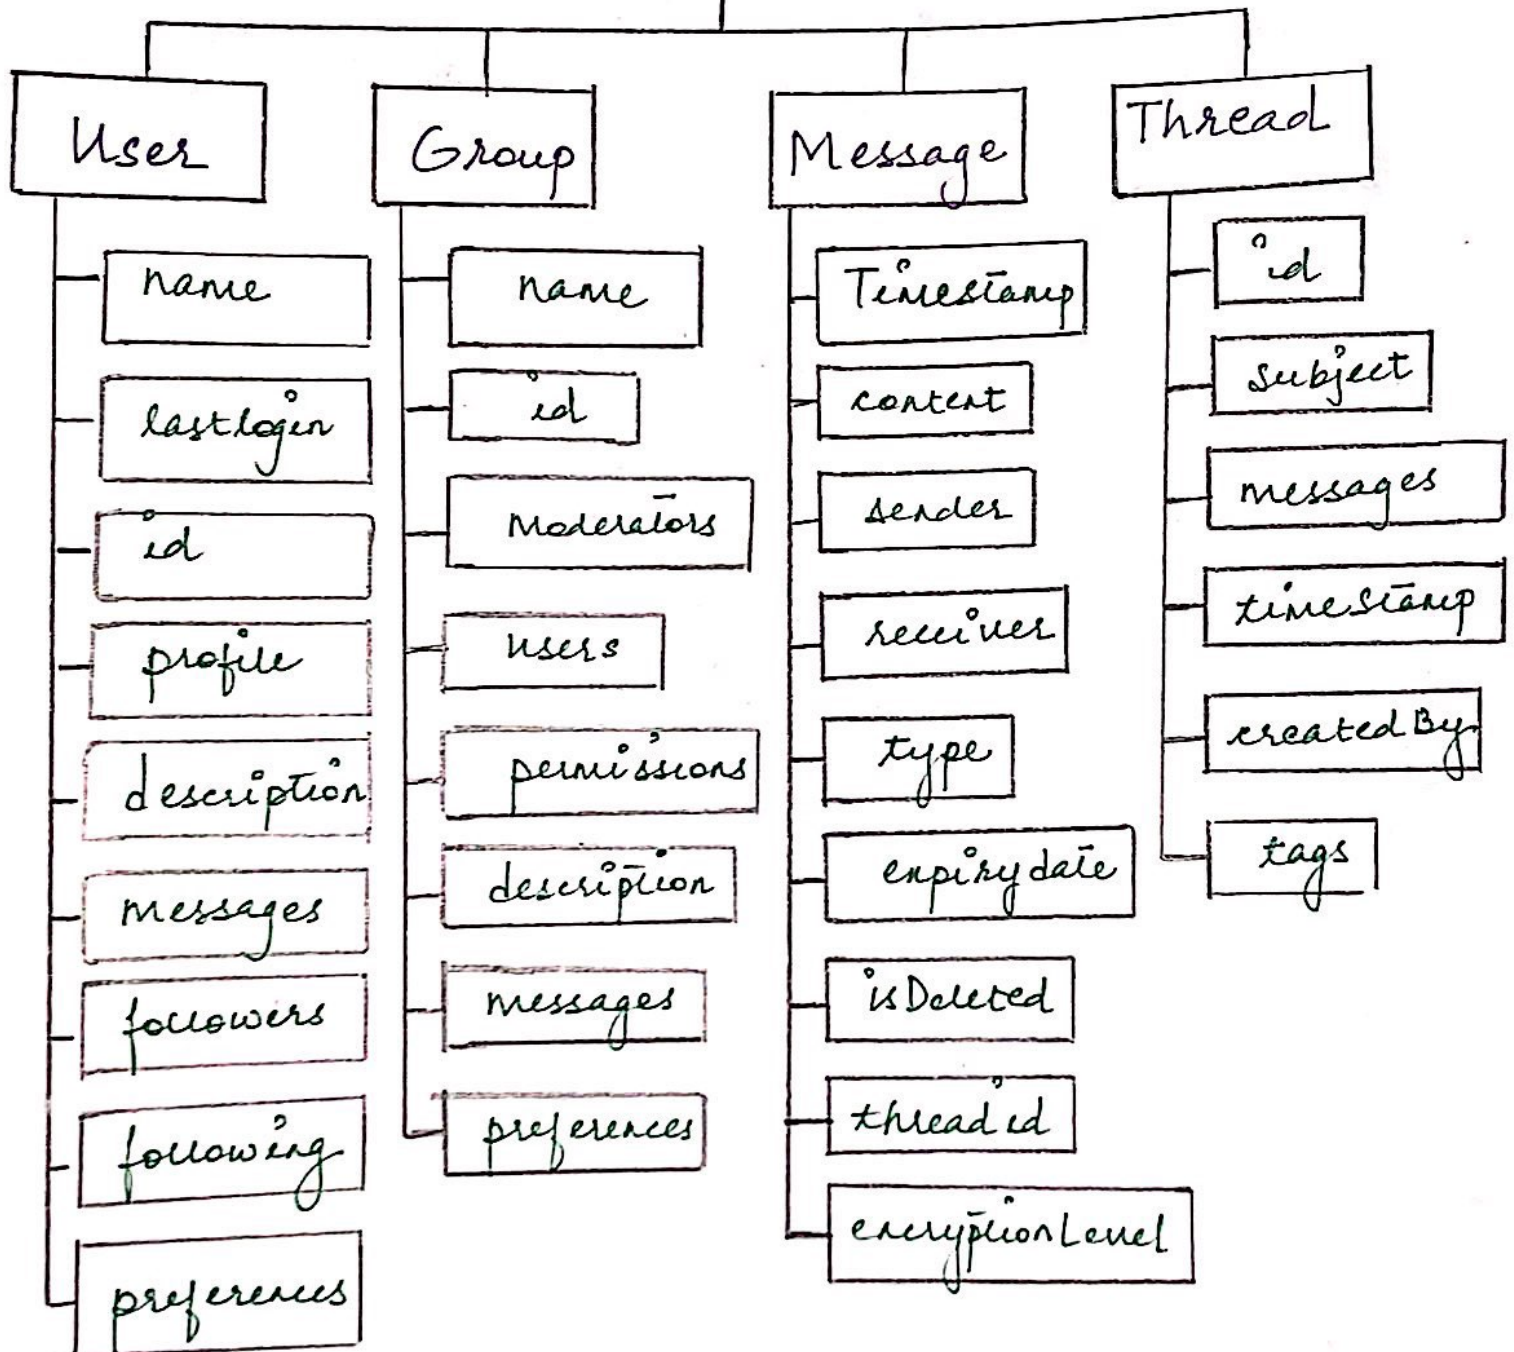 User
Group
Message
Thread
name
lastlogin
id
profile
description
messages
followers
following
preferences
name
id
Moderators
users
permissions
description
messages
preferences
Timestamp
content
sender
receiver
type
expirydate
isDeleted
threadid
encryptionLevel
id
subject
messages
timeStamp
createdBy
tags